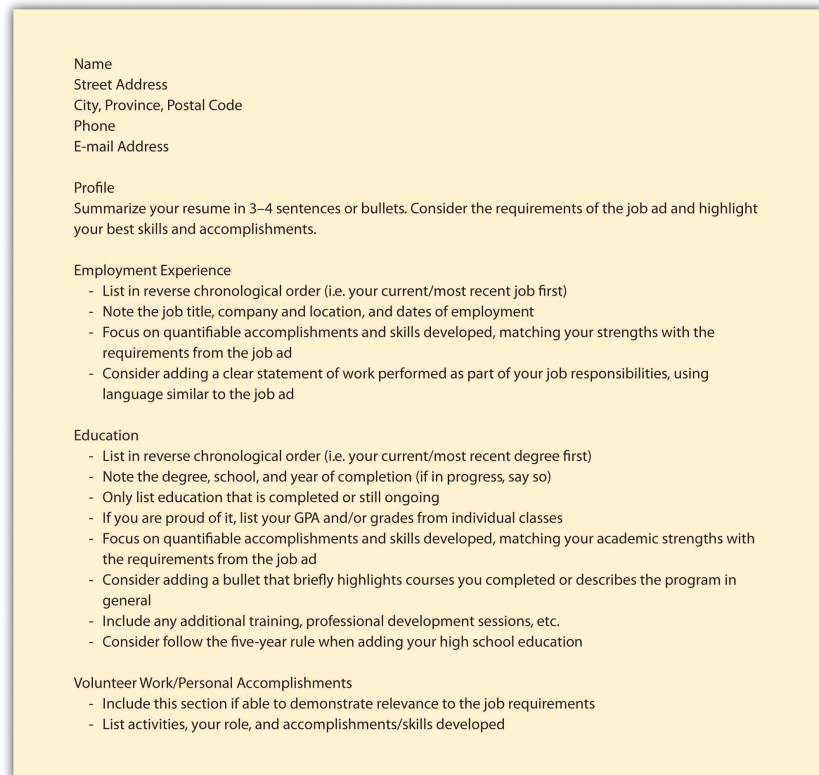 Name
Street Address
City, Province, Postal Code
Phone
E-mail Address
Profile
Summarize your resume in 3–4 sentences or bullets. Consider the requirements of the job ad and highlight
your best skills and accomplishments.
Employment Experience
- List in reverse chronological order (i.e. your current/most recent job first)
- Note the job title, company and location, and dates of employment
- Focus on quantifiable accomplishments and skills developed, matching your strengths with the
requirements from the job ad
- Consider adding a clear statement of work performed as part of your job responsibilities, using
language similar to the job ad
Education
- List in reverse chronological order (i.e. your current/most recent degree first)
- Note the degree, school, and year of completion (if in progress, say so)
- Only list education that is completed or still ongoing
- If you are proud of it, list your GPA and/or grades from individual classes
- Focus on quantifiable accomplishments and skills developed, matching your academic strengths with
the requirements from the job ad
- Consider adding a bullet that briefly highlights courses you completed or describes the program in
general
- Include any additional training, professional development sessions, etc.
- Consider follow the five-year rule when adding your high school education
Volunteer Work/Personal Accomplishments
- Include this section if able to demonstrate relevance to the job requirements
- List activities, your role, and accomplishments/skills developed